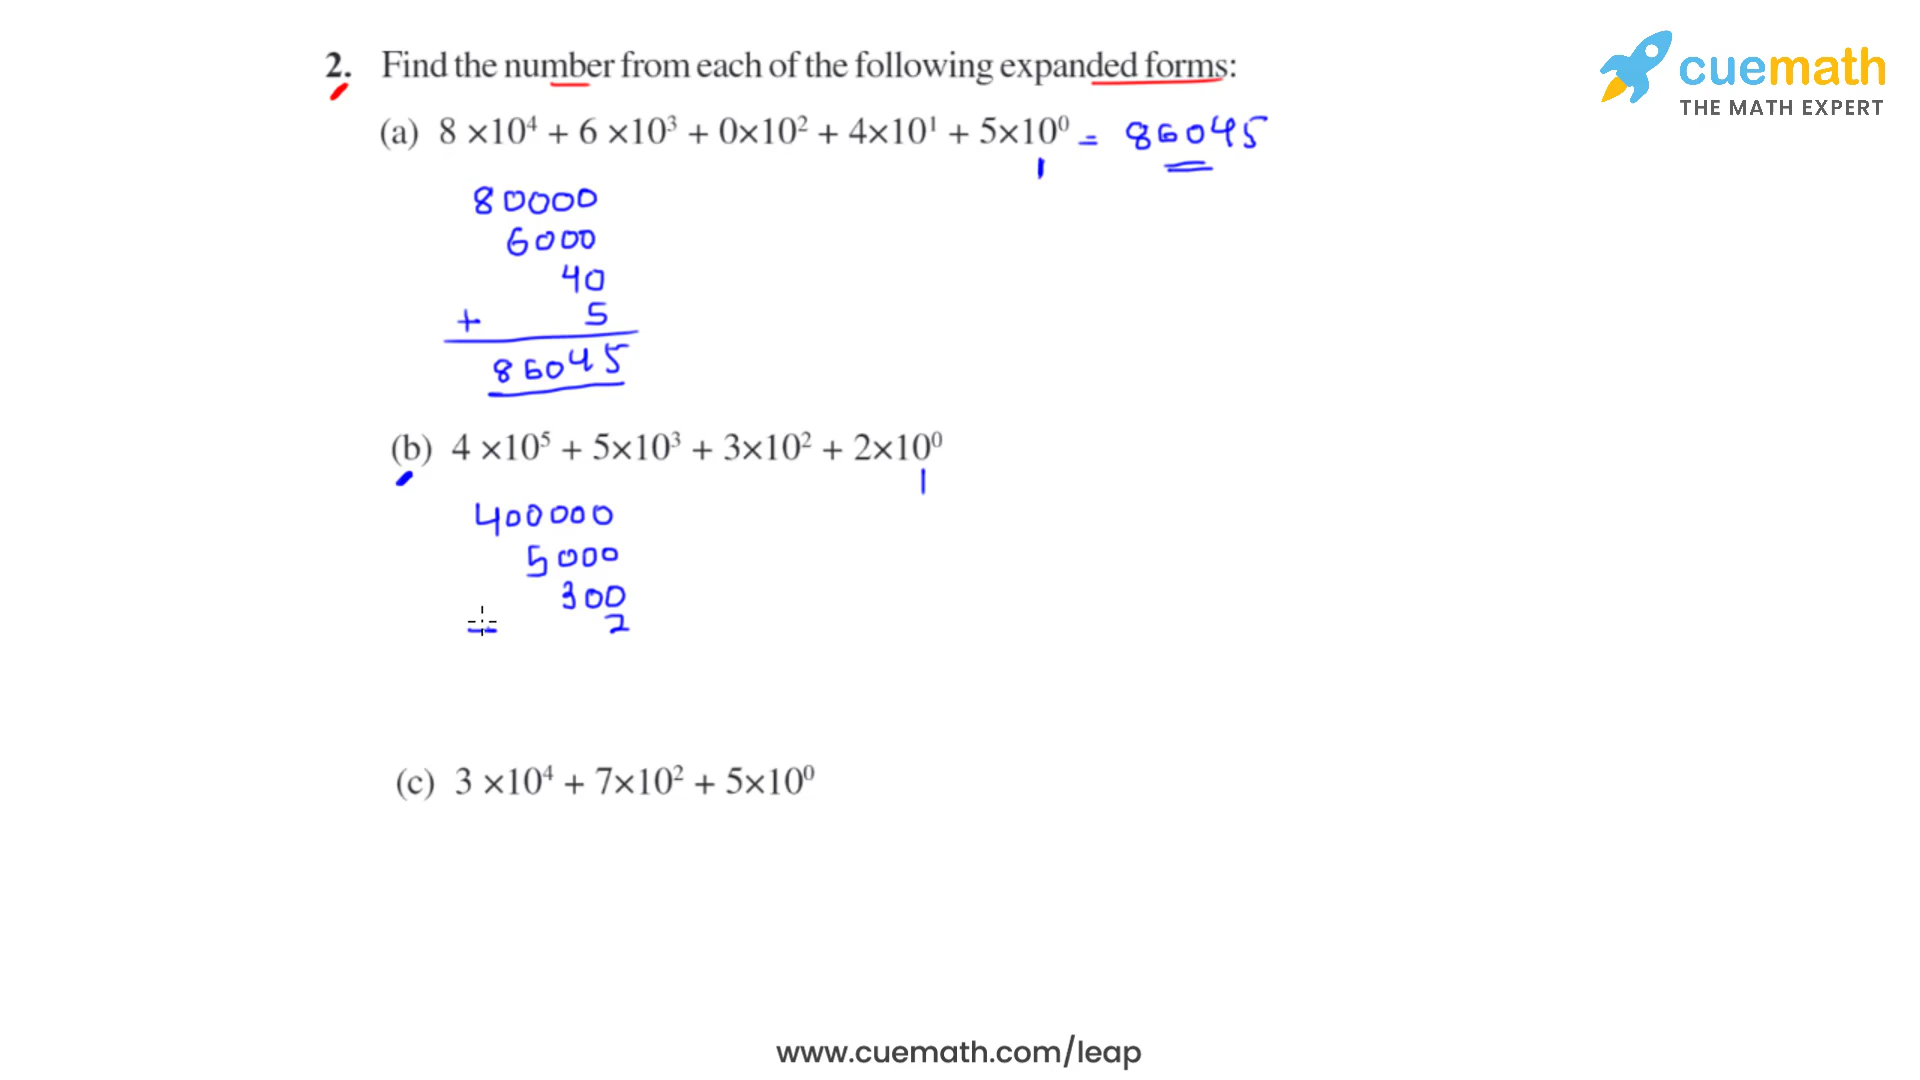 cuemath
THE MATH EXPERT
2. Find the number from each of the following expanded forms:
(a) 8 ×10⁴ + 6 ×10³ + 0×10² + 4×10¹ + 5×10⁰ = 86045
1
80000
6000
40
+ 5
86045
(b) 4 ×10⁵ + 5×10³ + 3×10² + 2×10⁰
1
400000
5000
300
2
(c) 3 ×10⁴ + 7×10² + 5×10⁰
www.cuemath.com/leap